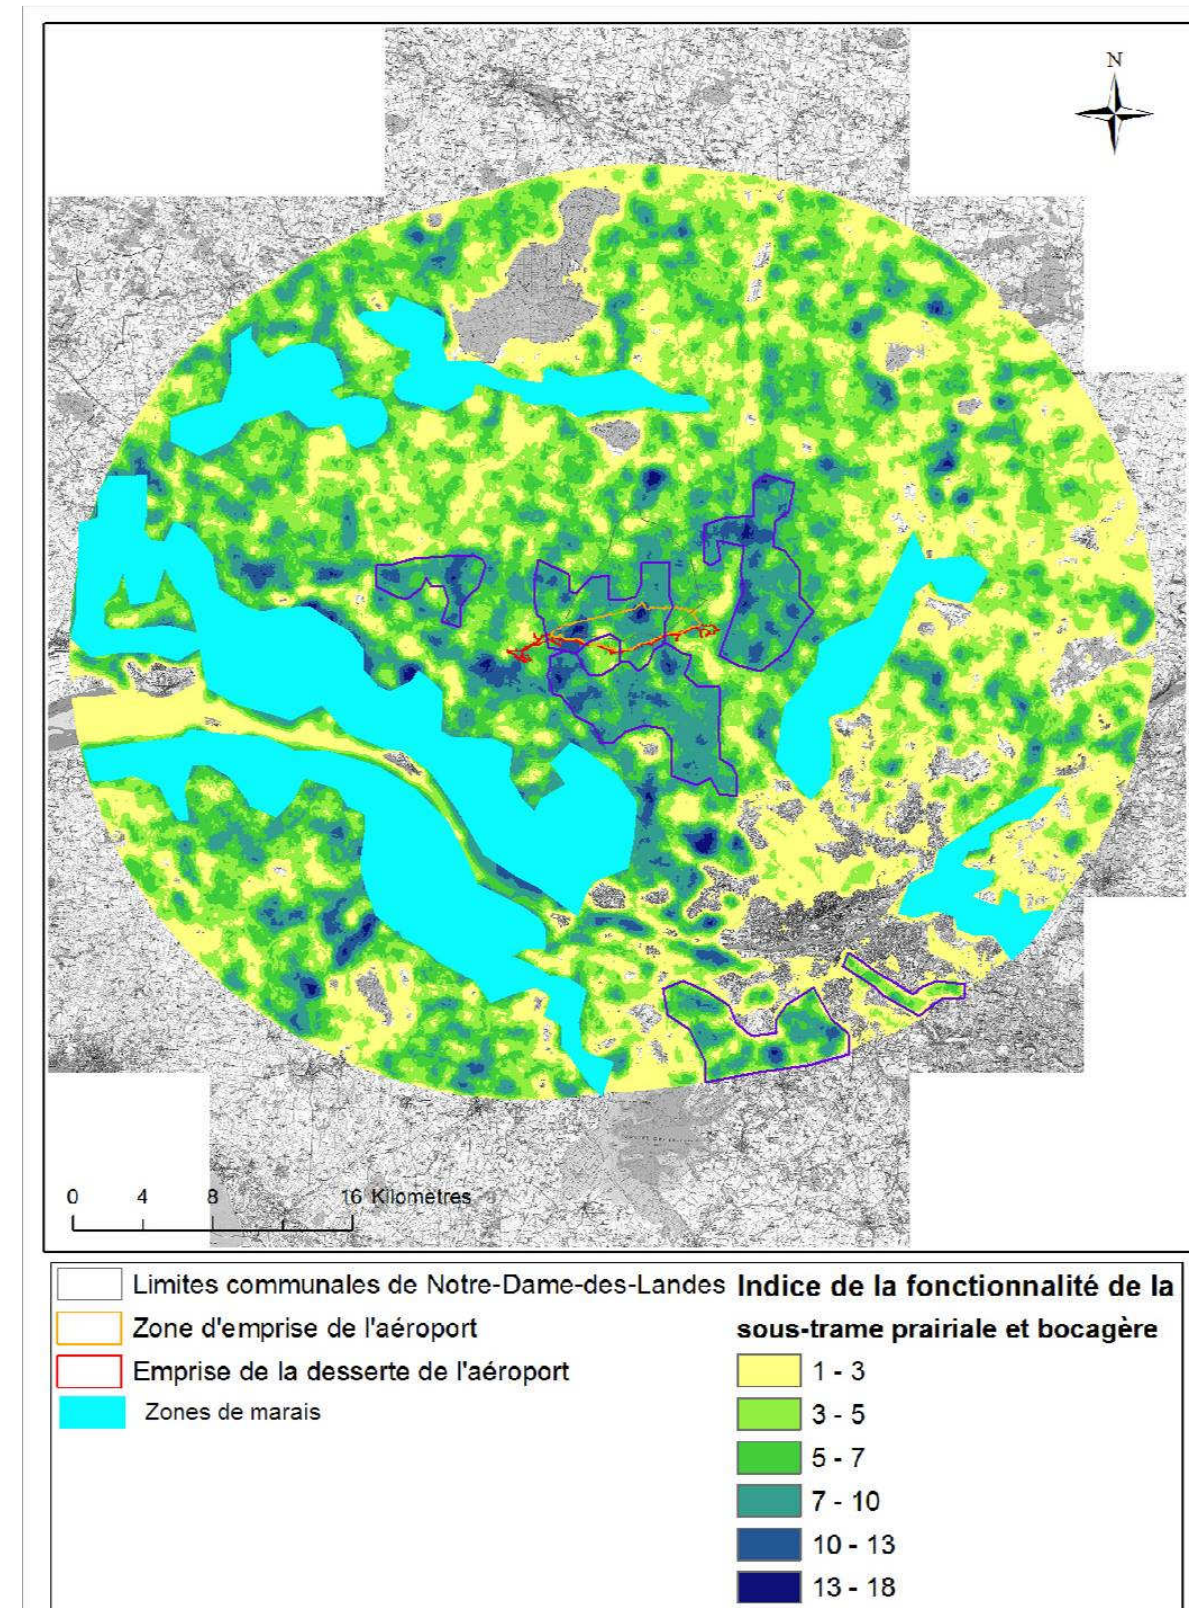 N
0 4 8 16 Kilomètres
Limites communales de Notre-Dame-des-Landes
Zone d'emprise de l'aéroport
Emprise de la desserte de l'aéroport
Zones de marais
Indice de la fonctionnalité de la
sous-trame prairiale et bocagère
1 - 3
3 - 5
5 - 7
7 - 10
10 - 13
13 - 18